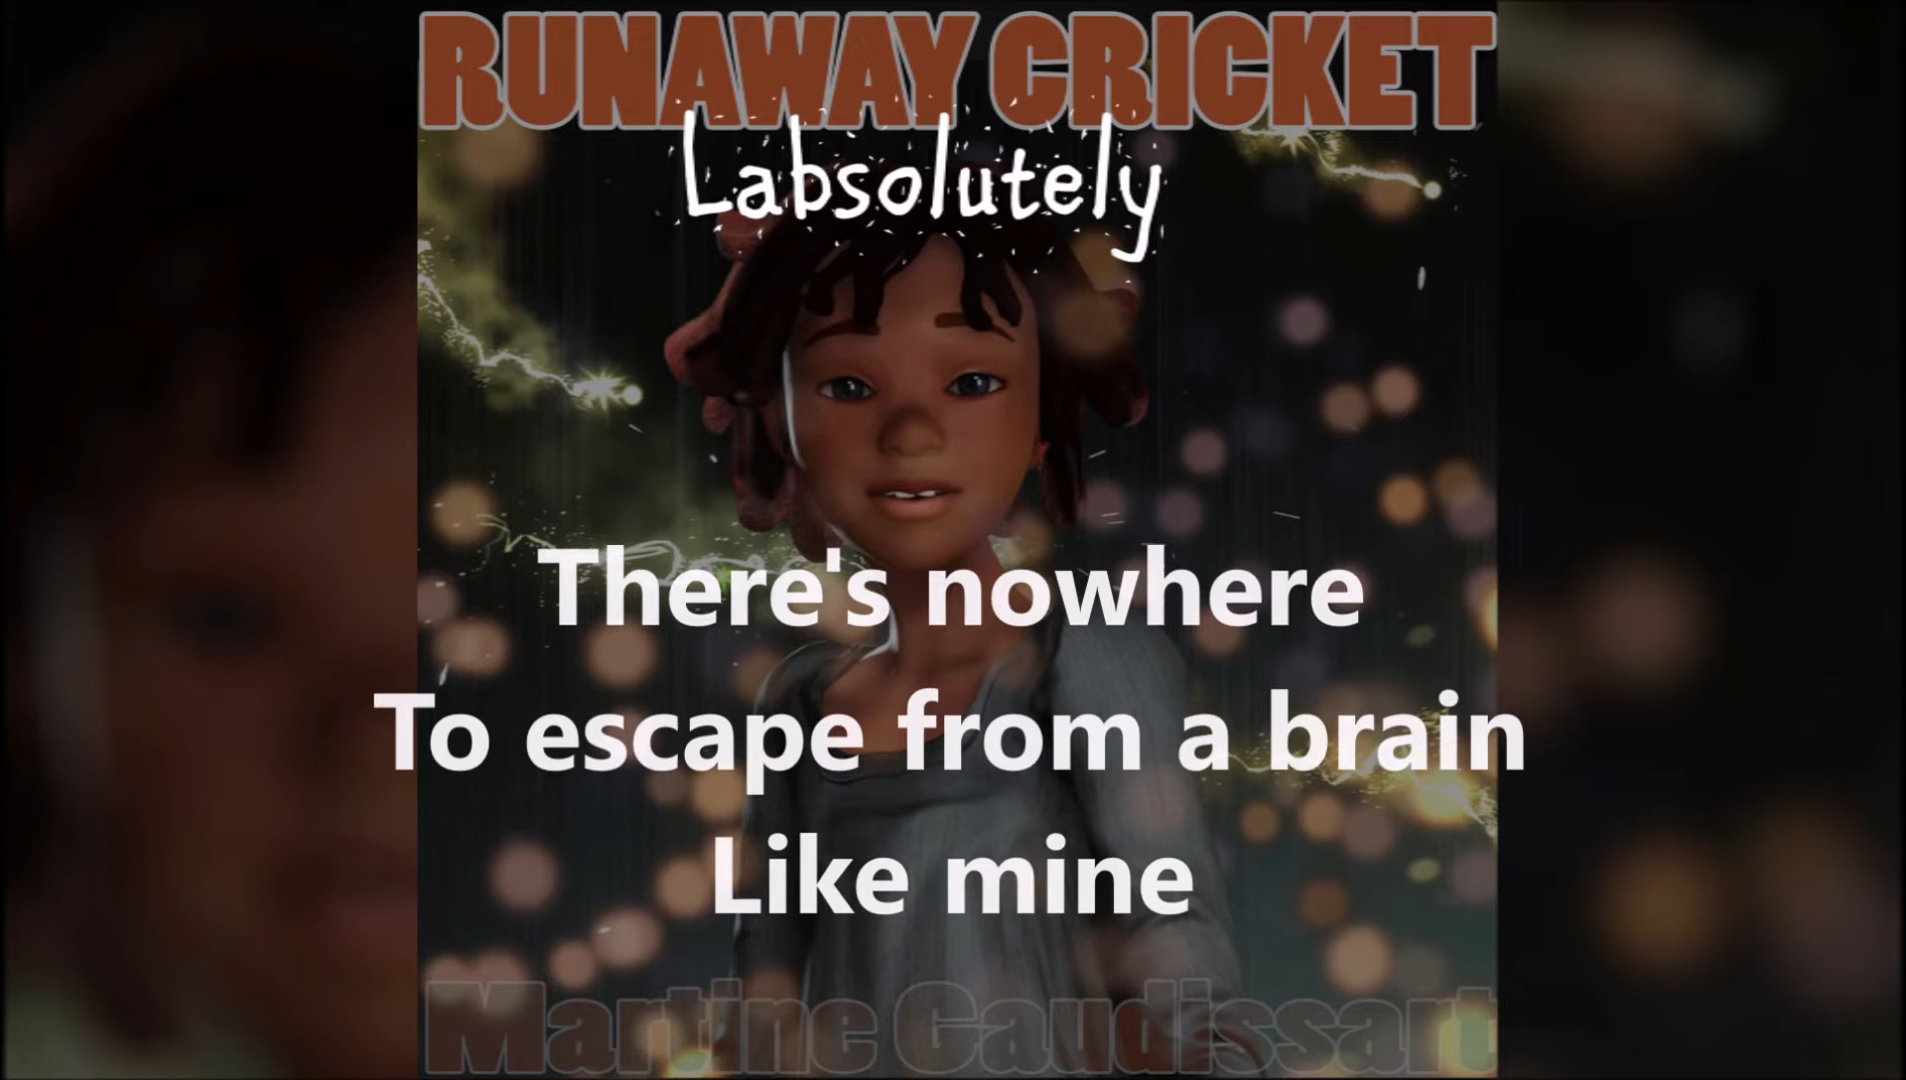 RUNAWAY CRICKET
Labsolutely
There's nowhere
To escape from a brain
Like mine
Martine Gaudissart